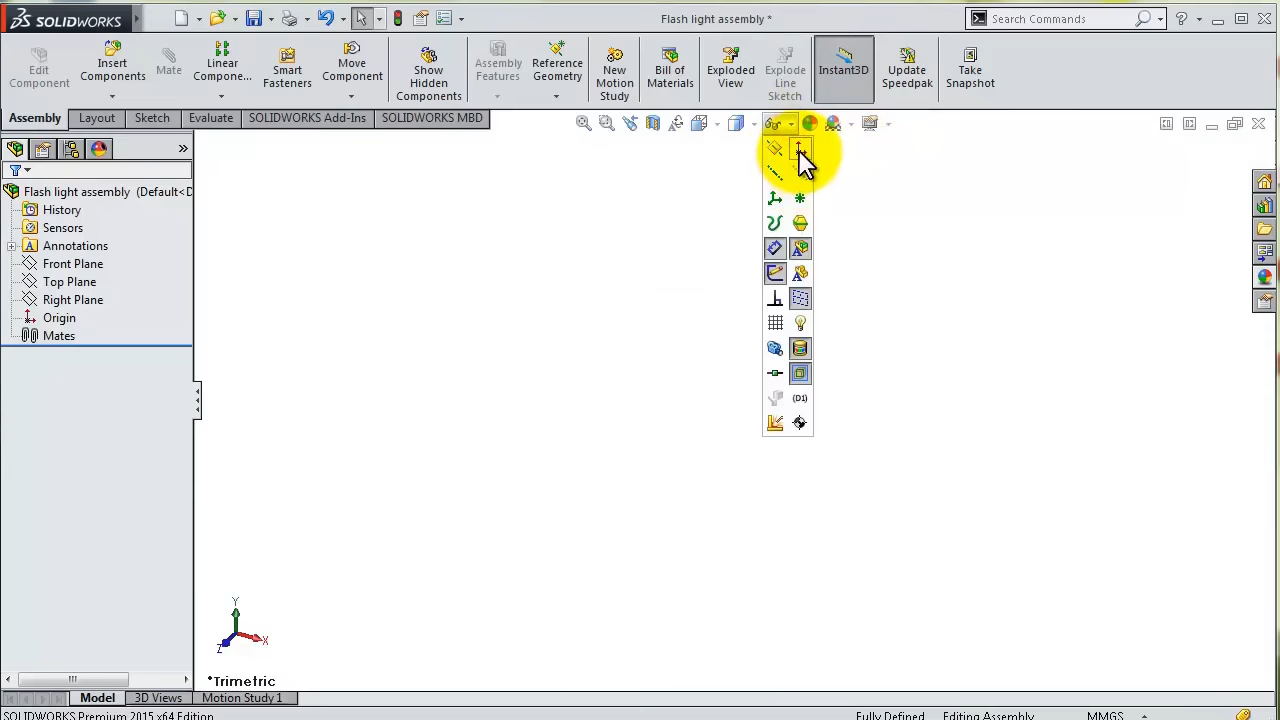 SOLIDWORKS
Flash light assembly *
Search Commands
?
Edit Component
Insert Components
Mate
Linear Compone...
Smart Fasteners
Move Component
Show Hidden Components
Assembly Features
Reference Geometry
New Motion Study
Bill of Materials
Exploded View
Explode Line Sketch
Instant3D
Update Speedpak
Take Snapshot
Assembly
Layout
Sketch
Evaluate
SOLIDWORKS Add-Ins
SOLIDWORKS MBD
Flash light assembly (Default<D
History
Sensors
Annotations
Front Plane
Top Plane
Right Plane
Origin
Mates
(D1)
Y
X
Z
*Trimetric
Model
3D Views
Motion Study 1
SOLIDWORKS Premium 2015 x64 Edition
Fully Defined
Editing Assembly
MMGS